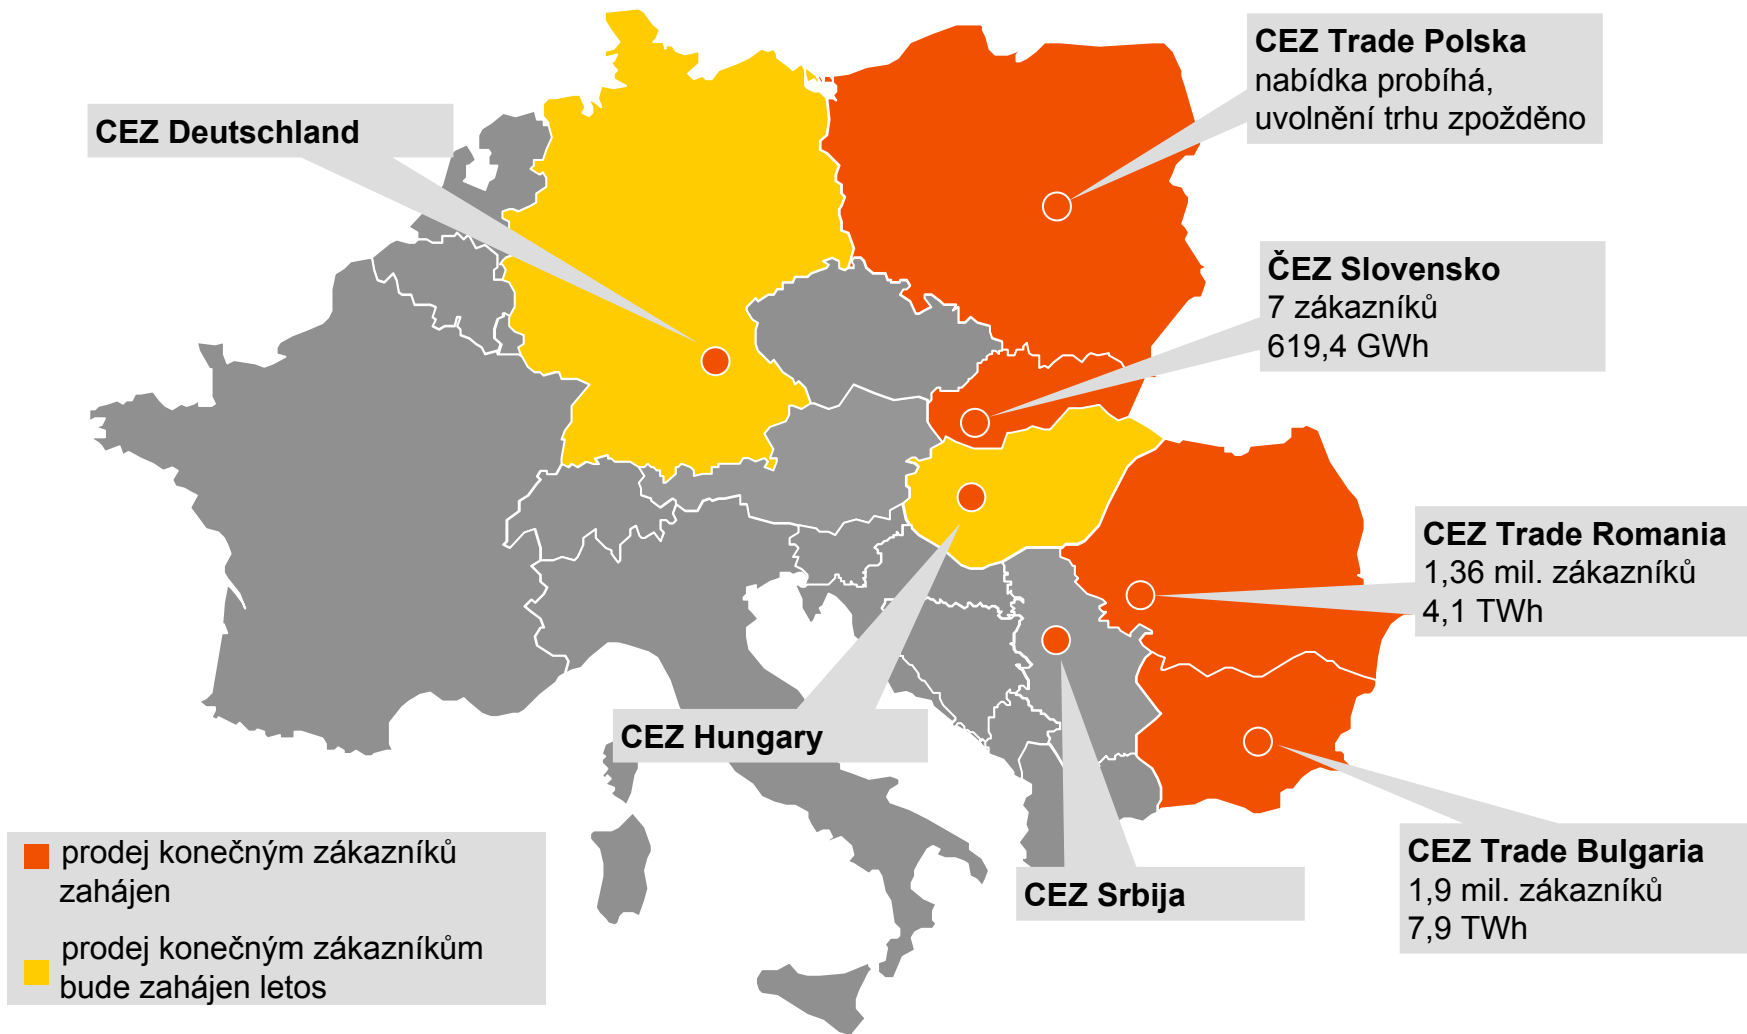 CEZ Trade Polska
nabídka probíhá,
uvolnění trhu zpožděno
CEZ Deutschland
ČEZ Slovensko
7 zákazníků
619,4 GWh
CEZ Trade Romania
1,36 mil. zákazníků
4,1 TWh
CEZ Hungary
CEZ Srbija
CEZ Trade Bulgaria
1,9 mil. zákazníků
7,9 TWh
prodej konečným zákazníků
zahájen
prodej konečným zákazníkům
bude zahájen letos